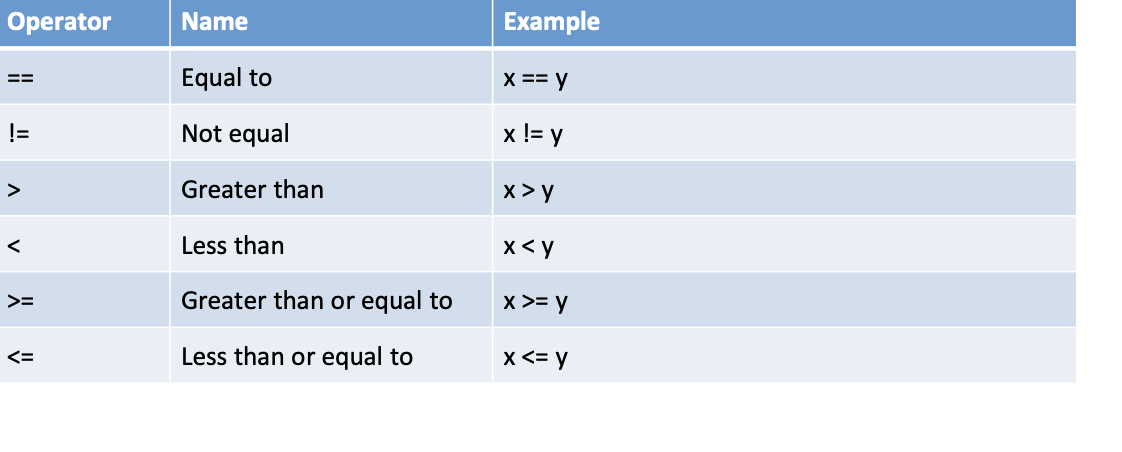 Operator Name Example
== Equal to x == y
!= Not equal x != y
> Greater than x > y
< Less than x < y
>= Greater than or equal to x >= y
<= Less than or equal to x <= y